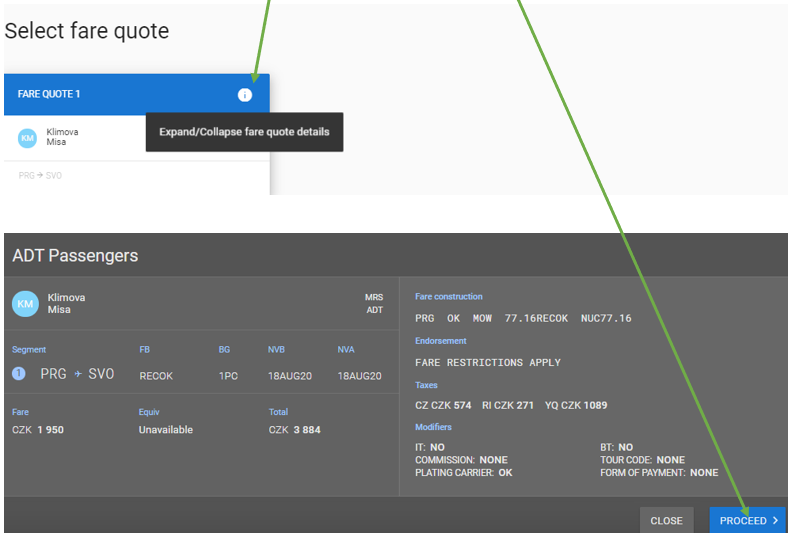 Select fare quote
FARE QUOTE 1
i
Expand/Collapse fare quote details
KM
Klimova
Misa
PRG → SVO
ADT Passengers
KM
Klimova
Misa
MRS
ADT
Segment FB BG NVB NVA
1 PRG SVO RECOK 1PC 18AUG20 18AUG20
Fare Equiv Total
CZK 1 950 Unavailable CZK 3 884
Fare construction
PRG OK MOW 77.16RECOK NUC77.16
Endorsement
FARE RESTRICTIONS APPLY
Taxes
CZ CZK 574 RI CZK 271 YQ CZK 1089
Modifiers
IT: NO BT: NO
COMMISSION: NONE TOUR CODE: NONE
PLATING CARRIER: OK FORM OF PAYMENT: NONE
CLOSE PROCEED >